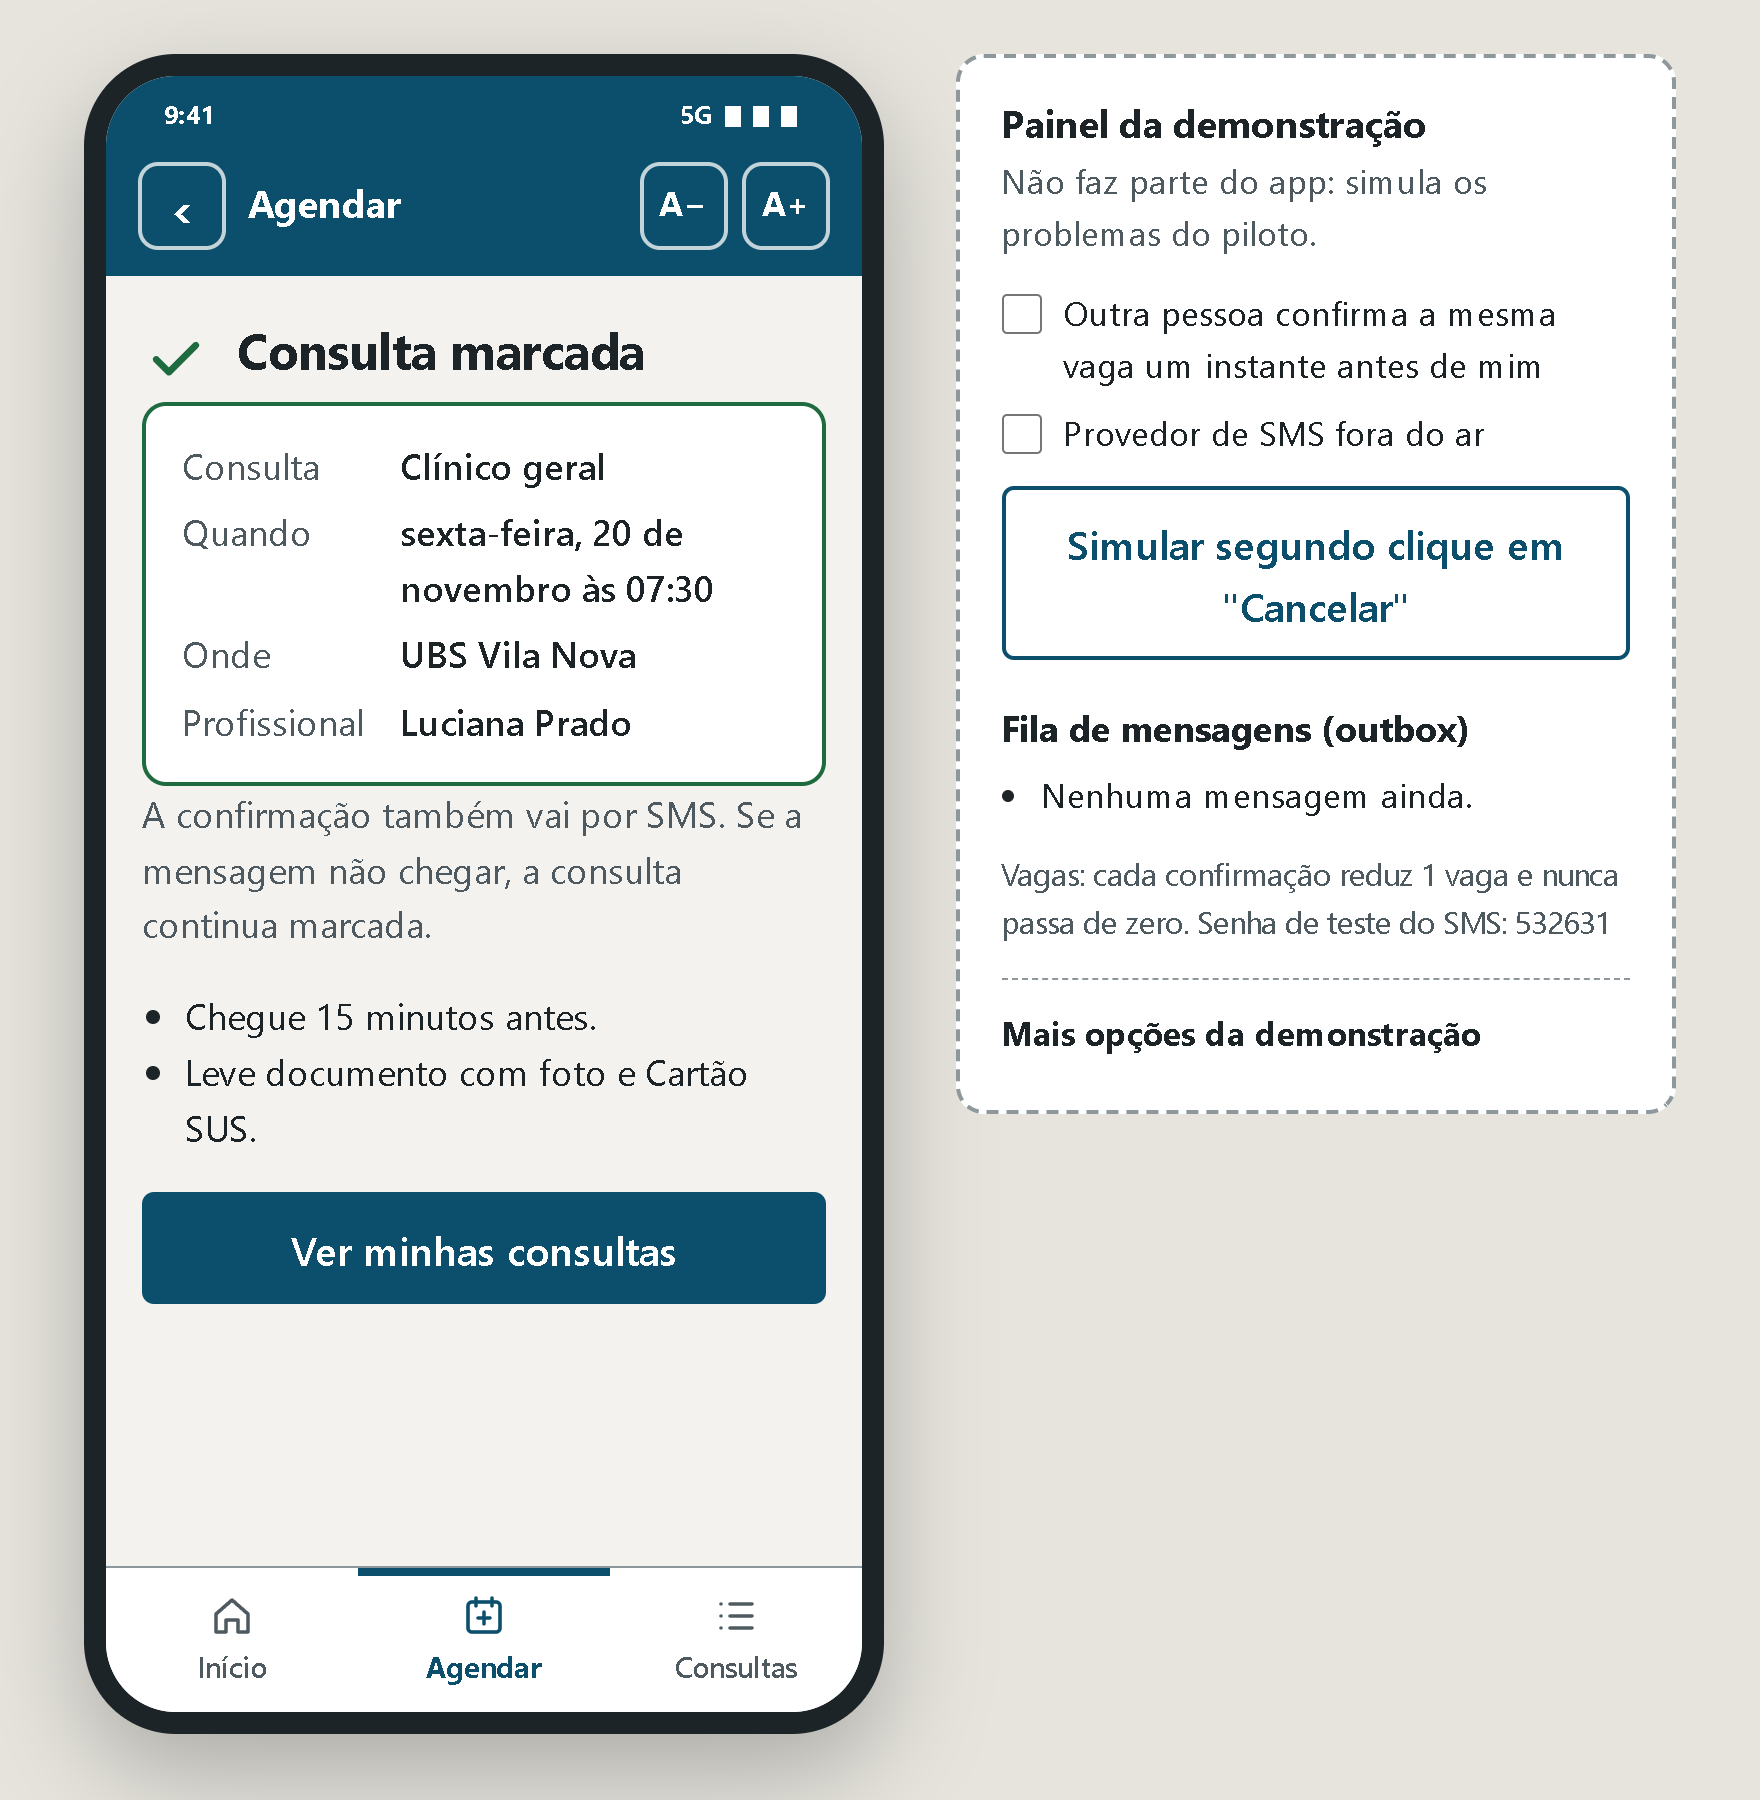 9:41
5G
Agendar
A−
A+
Consulta marcada
Consulta Clínico geral
Quando sexta-feira, 20 de
novembro às 07:30
Onde UBS Vila Nova
Profissional Luciana Prado
A confirmação também vai por SMS. Se a
mensagem não chegar, a consulta
continua marcada.
• Chegue 15 minutos antes.
• Leve documento com foto e Cartão
SUS.
Ver minhas consultas
Início
Agendar
Consultas
Painel da demonstração
Não faz parte do app: simula os
problemas do piloto.
Outra pessoa confirma a mesma
vaga um instante antes de mim
Provedor de SMS fora do ar
Simular segundo clique em
"Cancelar"
Fila de mensagens (outbox)
• Nenhuma mensagem ainda.
Vagas: cada confirmação reduz 1 vaga e nunca
passa de zero. Senha de teste do SMS: 532631
Mais opções da demonstração